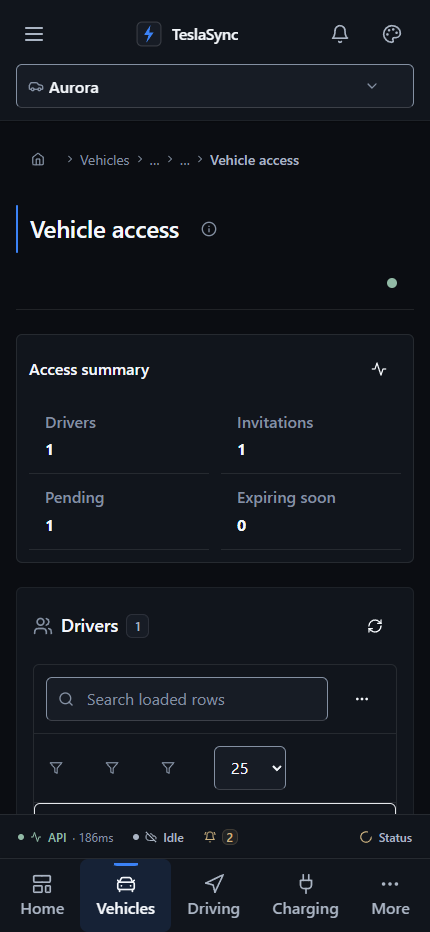 TeslaSync
Aurora
Vehicles ... ... Vehicle access
Vehicle access
Access summary
Drivers Invitations
1 1
Pending Expiring soon
1 0
Drivers 1
Search loaded rows
25
API · 186ms Idle 2 Status
Home Vehicles Driving Charging More